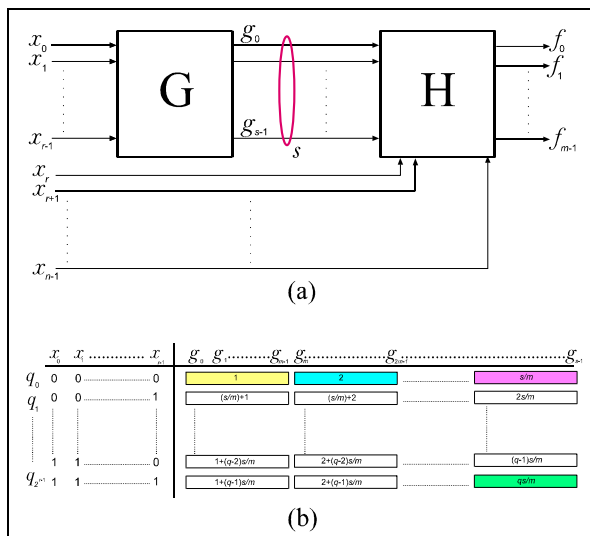 x0 g0 f0
x1 f1
G H
xr-1 gs-1 s fm-1
xr
xr+1
xn-1
(a)
x0 x1 .............. xr-1 g0 g1 ........gm-1 gm ....................g2m-1 ........................................gs-1
q0 0 0 ................ 0 1 2 ............ s/m
q1 0 0 ................ 1 (s/m)+1 (s/m)+2 2s/m
1 1 ................ 0 1+(q-2)s/m 2+(q-2)s/m (q-1)s/m
q2r-1 1 1 ................ 1 1+(q-1)s/m 2+(q-1)s/m ............ qs/m
(b)